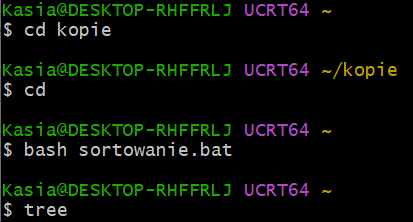 Kasia@DESKTOP-RHFFRLJ UCRT64 ~
$ cd kopie
Kasia@DESKTOP-RHFFRLJ UCRT64 ~/kopie
$ cd
Kasia@DESKTOP-RHFFRLJ UCRT64 ~
$ bash sortowanie.bat
Kasia@DESKTOP-RHFFRLJ UCRT64 ~
$ tree